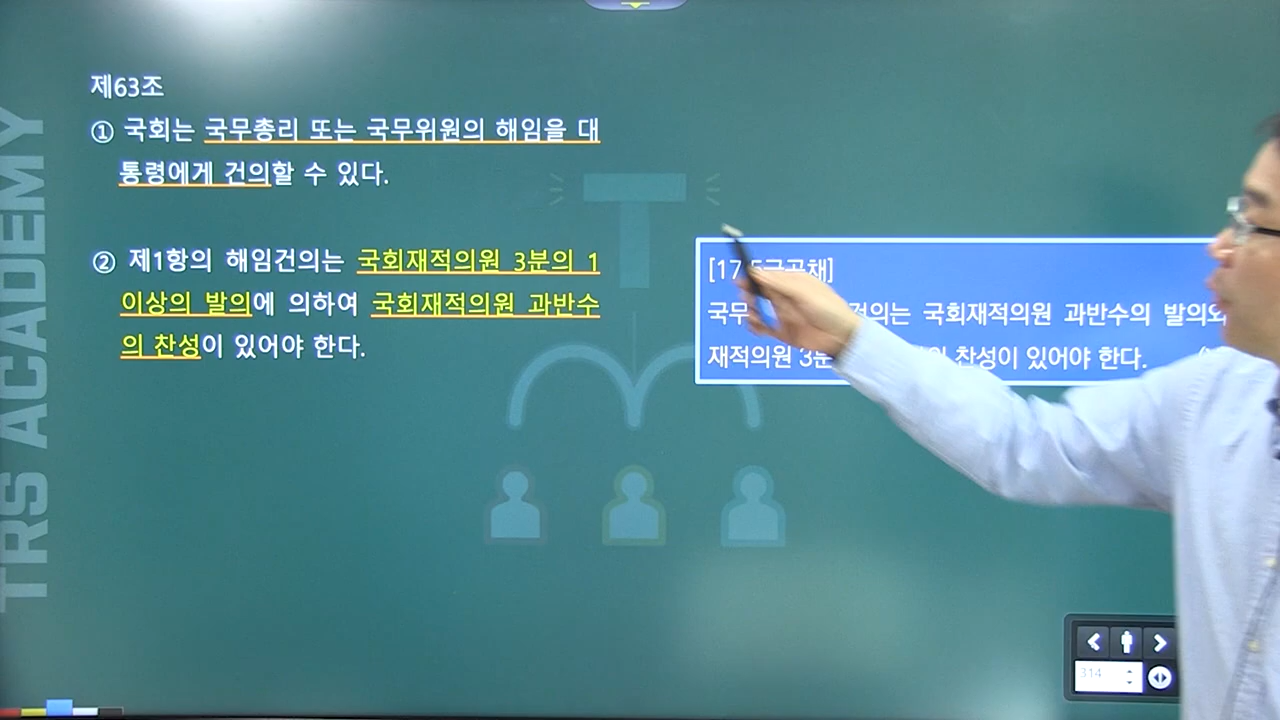 TRS ACADEMY
제63조
① 국회는 국무총리 또는 국무위원의 해임을 대
통령에게 건의할 수 있다.
② 제1항의 해임건의는 국회재적의원 3분의 1
이상의 발의에 의하여 국회재적의원 과반수
의 찬성이 있어야 한다.
[17 5급공채]
국무 건의는 국회재적의원 과반수의 발의와
재적의원 3분 찬성이 있어야 한다.
314